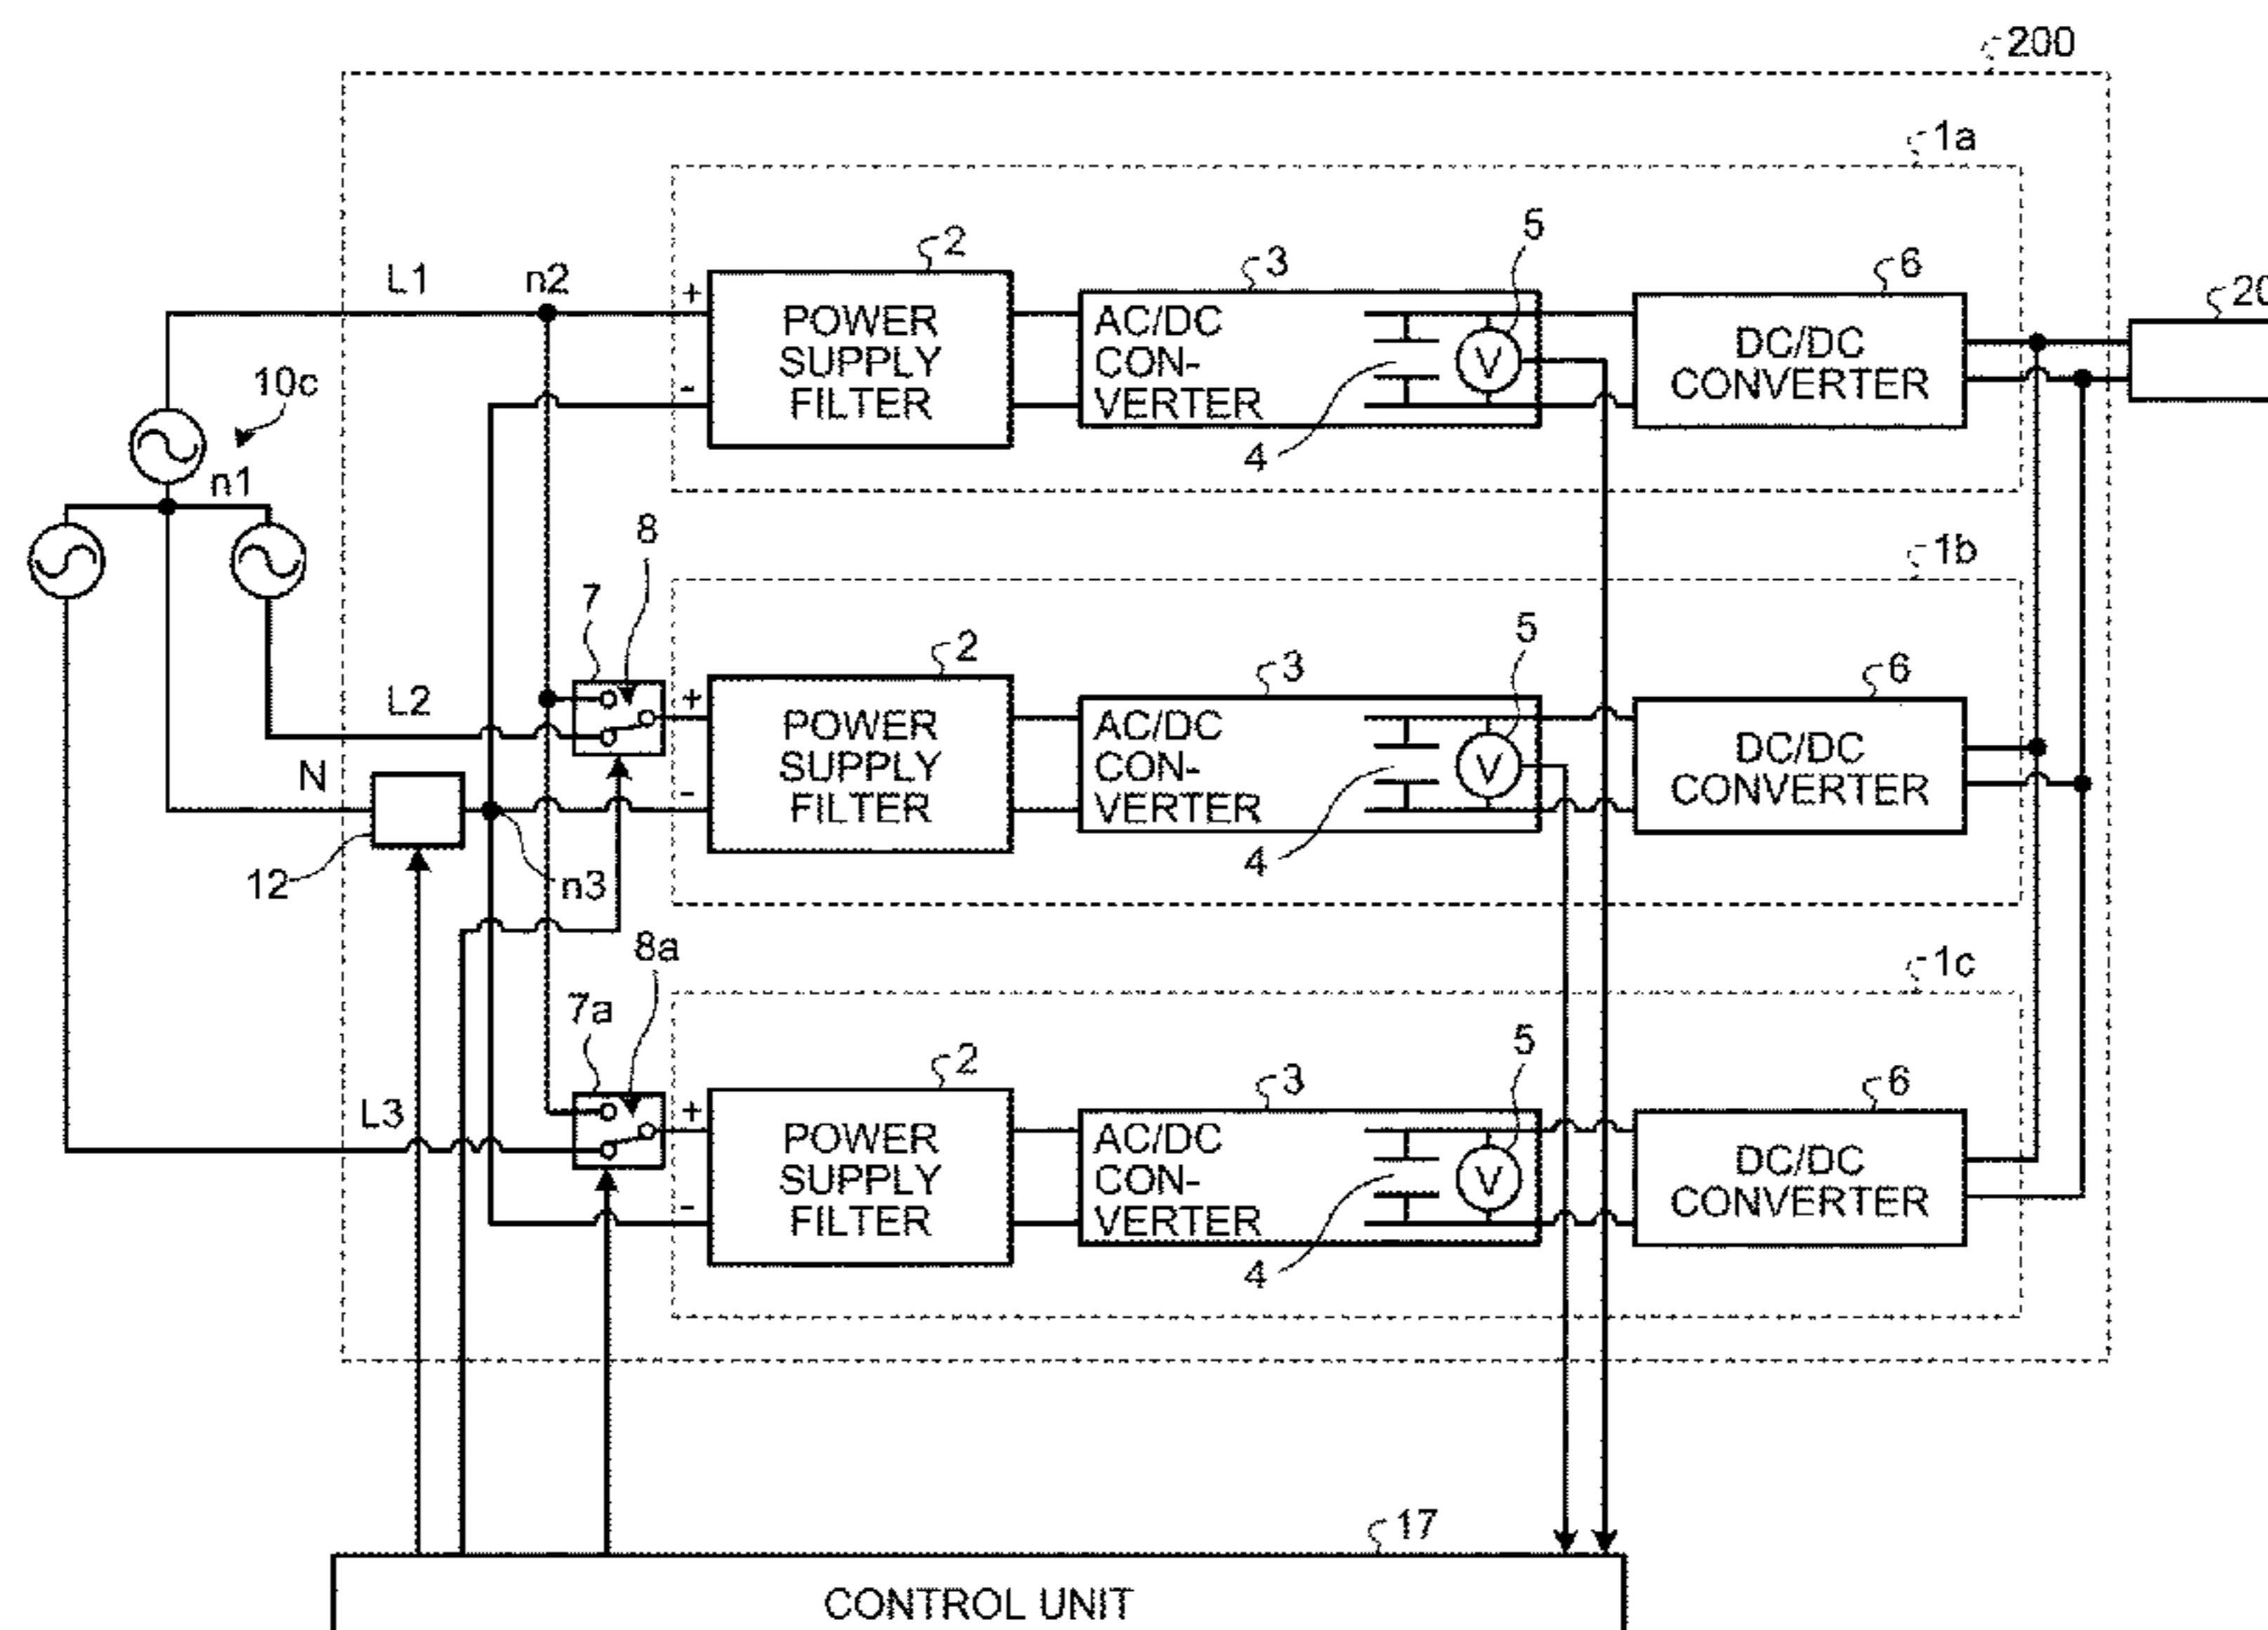 200
1a
5
2
3
6
L1
n2
20
+
POWER
SUPPLY
FILTER
AC/DC
CON-
VERTER
V
DC/DC
CONVERTER
10c
-
4
n1
8
1b
7
5
2
3
6
L2
+
POWER
SUPPLY
FILTER
AC/DC
CON-
VERTER
V
DC/DC
CONVERTER
N
-
12
n3
4
8a
1c
7a
5
2
3
6
L3
+
POWER
SUPPLY
FILTER
AC/DC
CON-
VERTER
V
DC/DC
CONVERTER
-
4
17
CONTROL UNIT